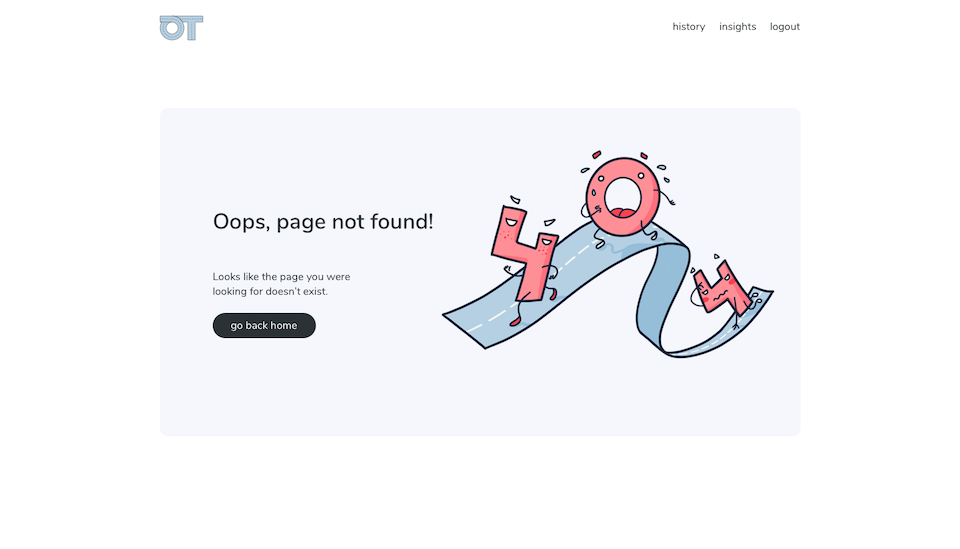 OT
history insights logout
Oops, page not found!
404
Looks like the page you were
looking for doesn't exist.
go back home